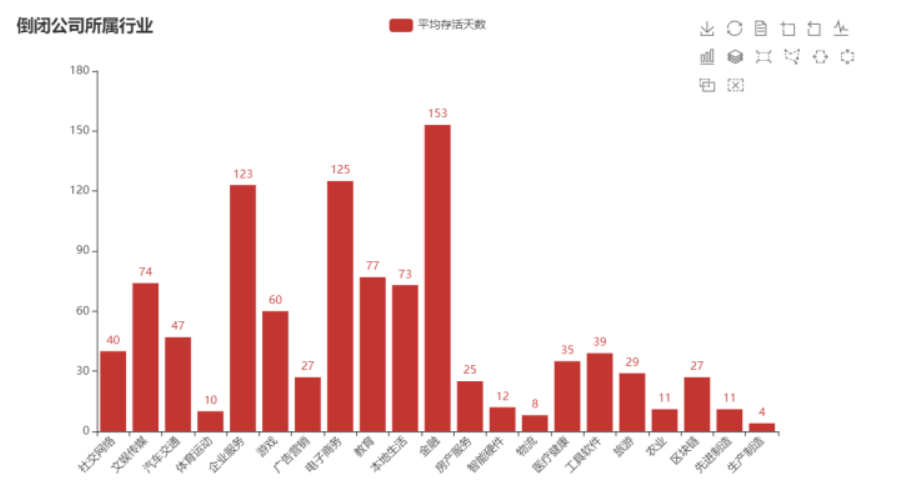 倒闭公司所属行业
平均存活天数
180
150
120
90
60
30
0
40
74
47
10
123
60
27
125
77
73
153
25
12
8
35
39
29
11
27
11
4
社交网络
文娱传媒
汽车交通
体育运动
企业服务
游戏
广告营销
电子商务
教育
本地生活
金融
房产服务
智能硬件
物流
医疗健康
工具软件
旅游
农业
区块链
先进制造
生产制造